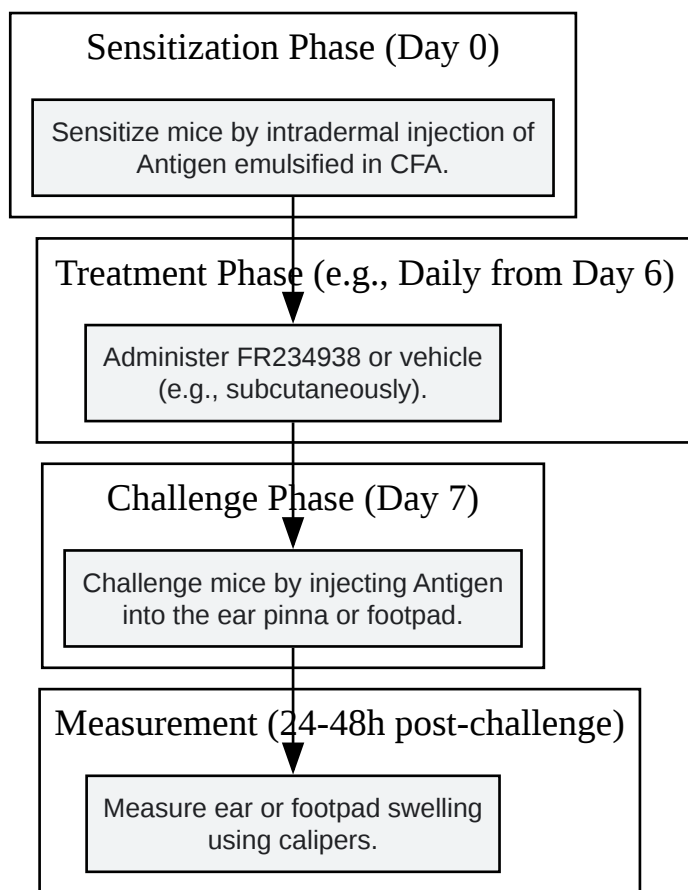 Sensitization Phase (Day 0)
Sensitize mice by intradermal injection of
Antigen emulsified in CFA.
Treatment Phase (e.g., Daily from Day 6)
Administer FR234938 or vehicle
(e.g., subcutaneously).
Challenge Phase (Day 7)
Challenge mice by injecting Antigen
into the ear pinna or footpad.
Measurement (24-48h post-challenge)
Measure ear or footpad swelling
using calipers.